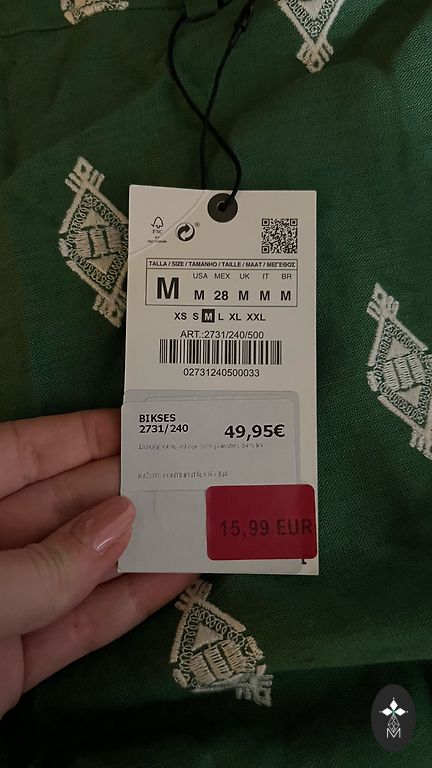 FSC
TALLA / SIZE / TAMANHO / TAILLE / MAAT / ΜΕΓΕΘΟΣ
USA MEX UK IT BR
M M 28 M M M
XS S M L XL XXL
ART.:2731/240/500
02731240500033
BIKSES
2731/240
49,95€
15,99 EUR
M